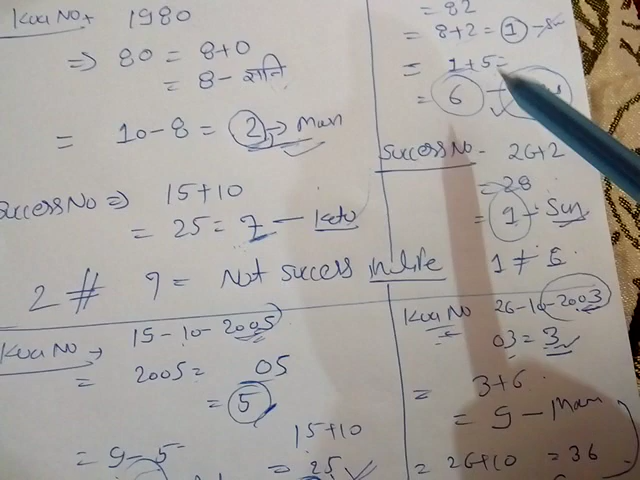 Kua No→ 1980
⇒ 80 = 8+0
= 8 - शनि
= 10-8 = 2 → Mun
Success No ⇒ 15+10
= 25 = 7 — Ketu
2 # 7 = Not success in life
= 82
= 8+2 = 1
= 1+5=
= 6
Success No - 26+2
= 28
= 1 - Sun
1 ≠ 6
Kua No → 15-10-2005
= 2005 = 05
= 5
= 9-5
15+10
= 25 ✓
Kua No 26-10-2003
03 = 3
= 3+6
= 9 -
= 26+10 = 36